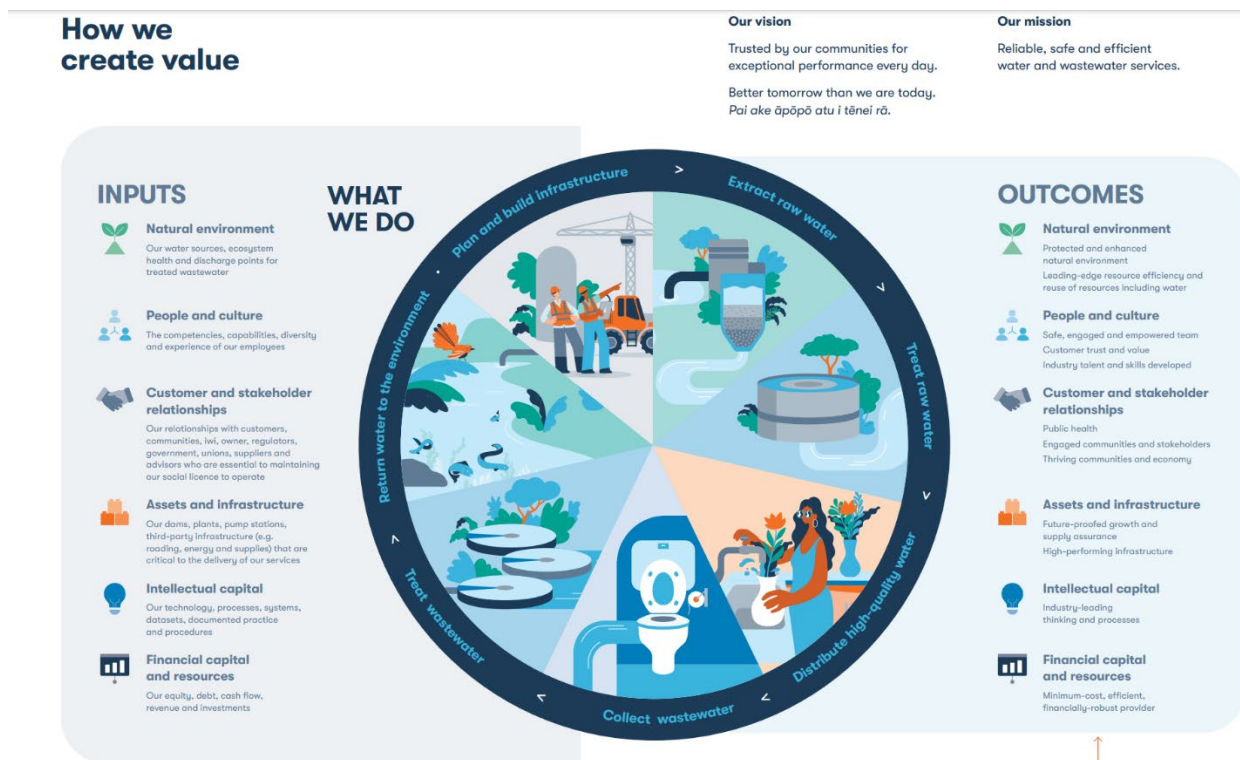 How we
create value
Our vision
Trusted by our communities for
exceptional performance every day.
Better tomorrow than we are today.
Pai ake āpōpō atu i tēnei rā.
Our mission
Reliable, safe and efficient
water and wastewater services.
INPUTS
Natural environment
Our water sources, ecosystem
health and discharge points for
treated wastewater
People and culture
The competencies, capabilities, diversity
and experience of our employees
Customer and stakeholder
relationships
Our relationships with customers,
communities, iwi, owner, regulators,
government, unions, suppliers and
advisors who are essential to maintaining
our social licence to operate
Assets and infrastructure
Our dams, plants, pump stations,
third-party infrastructure (e.g.
roading, energy and supplies) that are
critical to the delivery of our services
Intellectual capital
Our technology, processes, systems,
datasets, documented practice
and procedures
Financial capital
and resources
Our equity, debt, cash flow,
revenue and investments
WHAT
WE DO
Plan and build infrastructure
Extract raw water
Treat raw water
Distribute high-quality water
Collect wastewater
Treat wastewater
Return water to the environment
OUTCOMES
Natural environment
Protected and enhanced
natural environment
Leading-edge resource efficiency and
reuse of resources including water
People and culture
Safe, engaged and empowered team
Customer trust and value
Industry talent and skills developed
Customer and stakeholder
relationships
Public health
Engaged communities and stakeholders
Thriving communities and economy
Assets and infrastructure
Future-proofed growth and
supply assurance
High-performing infrastructure
Intellectual capital
Industry-leading
thinking and processes
Financial capital
and resources
Minimum-cost, efficient,
financially-robust provider